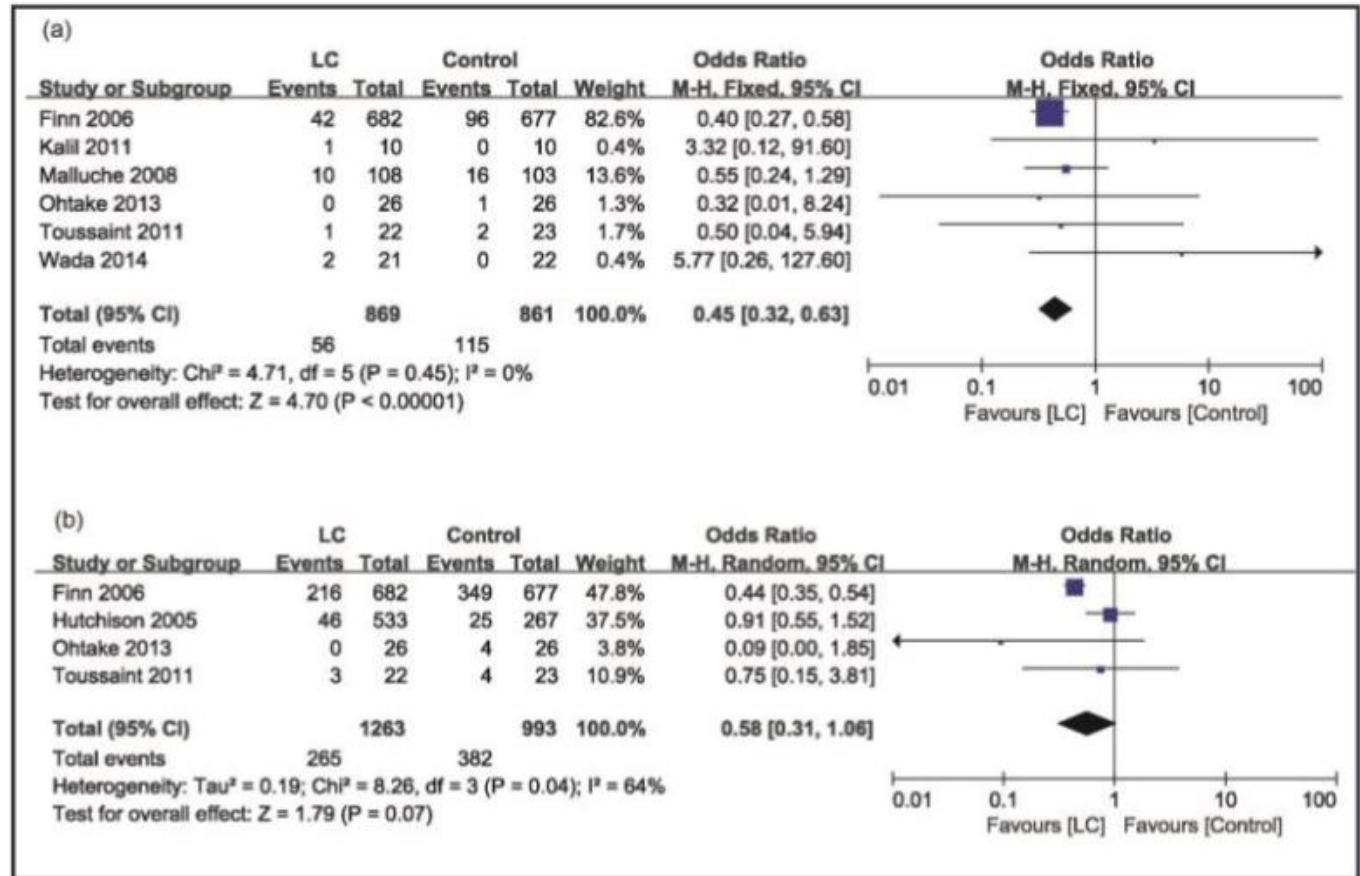 (a)
LC Control Odds Ratio Odds Ratio
Study or Subgroup Events Total Events Total Weight M-H, Fixed, 95% CI M-H, Fixed, 95% CI
Finn 2006 42 682 96 677 82.6% 0.40 [0.27, 0.58]
Kalil 2011 1 10 0 10 0.4% 3.32 [0.12, 91.60]
Malluche 2008 10 108 16 103 13.6% 0.55 [0.24, 1.29]
Ohtake 2013 0 26 1 26 1.3% 0.32 [0.01, 8.24]
Toussaint 2011 1 22 2 23 1.7% 0.50 [0.04, 5.94]
Wada 2014 2 21 0 22 0.4% 5.77 [0.26, 127.60]
Total (95% CI) 869 861 100.0% 0.45 [0.32, 0.63]
Total events 56 115
Heterogeneity: Chi² = 4.71, df = 5 (P = 0.45); I² = 0%
Test for overall effect: Z = 4.70 (P < 0.00001)
0.01 0.1 1 10 100
Favours [LC] Favours [Control]
(b)
LC Control Odds Ratio Odds Ratio
Study or Subgroup Events Total Events Total Weight M-H, Random, 95% CI M-H, Random, 95% CI
Finn 2006 216 682 349 677 47.8% 0.44 [0.35, 0.54]
Hutchison 2005 46 533 25 267 37.5% 0.91 [0.55, 1.52]
Ohtake 2013 0 26 4 26 3.8% 0.09 [0.00, 1.85]
Toussaint 2011 3 22 4 23 10.9% 0.75 [0.15, 3.81]
Total (95% CI) 1263 993 100.0% 0.58 [0.31, 1.06]
Total events 265 382
Heterogeneity: Tau² = 0.19; Chi² = 8.26, df = 3 (P = 0.04); I² = 64%
Test for overall effect: Z = 1.79 (P = 0.07)
0.01 0.1 1 10 100
Favours [LC] Favours [Control]